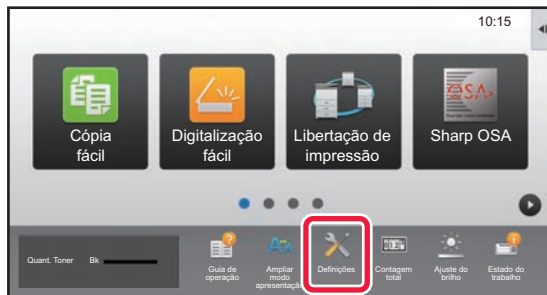 10:15
Cópia
fácil
Digitalização
fácil
Libertação de
impressão
Sharp OSA
Quant. Toner Bk
Guia de
operação
Ampliar
modo
apresentação
Definições
Contagem
total
Ajuste do
brilho
Estado do
trabalho